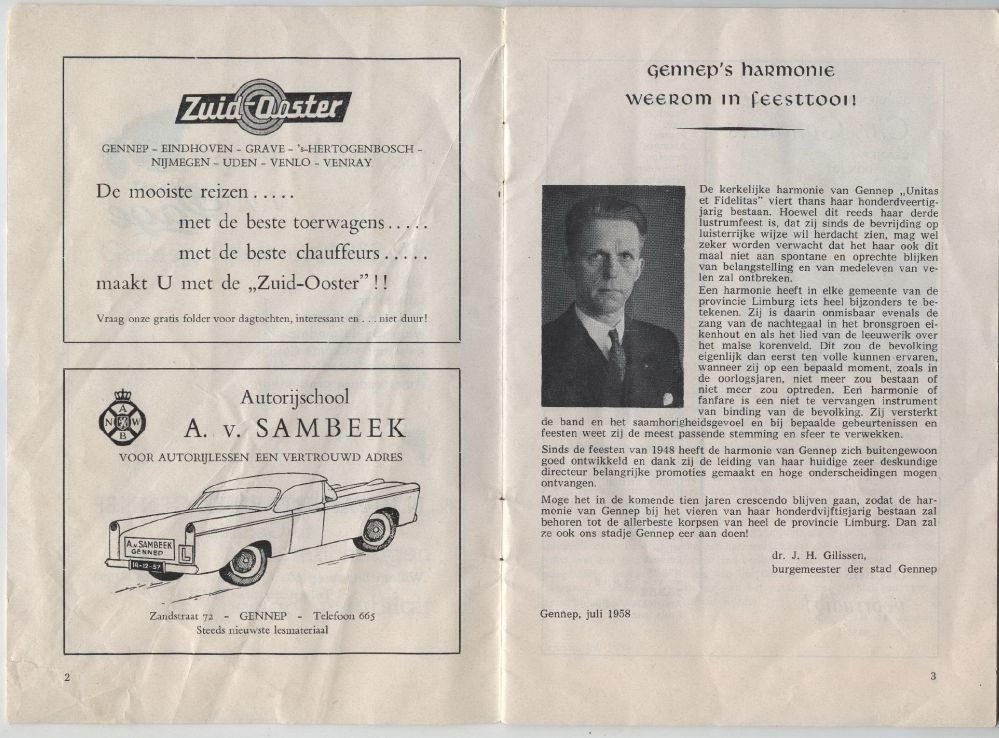 Zuid-Ooster
GENNEP - EINDHOVEN - GRAVE - 's-HERTOGENBOSCH -
NIJMEGEN - UDEN - VENLO - VENRAY
De mooiste reizen . . . . .
met de beste toerwagens . . . . .
met de beste chauffeurs . . . . .
maakt U met de „Zuid-Ooster” ! !
Vraag onze gratis folder voor dagtochten, interessant en . . . niet duur!
A
N W
B
Autorijschool
A. v. SAMBEEK
VOOR AUTORIJLESSEN EEN VERTROUWD ADRES
A.v SAMBEEK
GENNEP
L
14-12-57
Zandstraat 72 - GENNEP - Telefoon 665
Steeds nieuwste lesmateriaal
2
Gennep's harmonie
weerom in feesttooi!
De kerkelijke harmonie van Gennep „Unitas
et Fidelitas” viert thans haar honderdveertig-
jarig bestaan. Hoewel dit reeds haar derde
lustrumfeest is, dat zij sinds de bevrijding op
luisterrijke wijze wil herdacht zien, mag wel
zeker worden verwacht dat het haar ook dit
maal niet aan spontane en oprechte blijken
van belangstelling en van medeleven van ve-
len zal ontbreken.
Een harmonie heeft in elke gemeente van de
provincie Limburg iets heel bijzonders te be-
tekenen. Zij is daarin onmisbaar evenals de
zang van de nachtegaal in het bronsgroen ei-
kenhout en als het lied van de leeuwerik over
het malse korenveld. Dit zou de bevolking
eigenlijk dan eerst ten volle kunnen ervaren,
wanneer zij op een bepaald moment, zoals in
de oorlogsjaren, niet meer zou bestaan of
niet meer zou optreden. Een harmonie of
fanfare is een niet te vervangen instrument
van binding van de bevolking. Zij versterkt
de band en het saamhorigheidsgevoel en bij bepaalde gebeurtenissen en
feesten weet zij de meest passende stemming en sfeer te verwekken.
Sinds de feesten van 1948 heeft de harmonie van Gennep zich buitengewoon
goed ontwikkeld en dank zij de leiding van haar huidige zeer deskundige
directeur belangrijke promoties gemaakt en hoge onderscheidingen mogen
ontvangen.
Moge het in de komende tien jaren crescendo blijven gaan, zodat de har-
monie van Gennep bij het vieren van haar honderdvijftigjarig bestaan zal
behoren tot de allerbeste korpsen van heel de provincie Limburg. Dan zal
ze ook ons stadje Gennep eer aan doen!
dr. J. H. Gilissen,
burgemeester der stad Gennep
Gennep, juli 1958
3